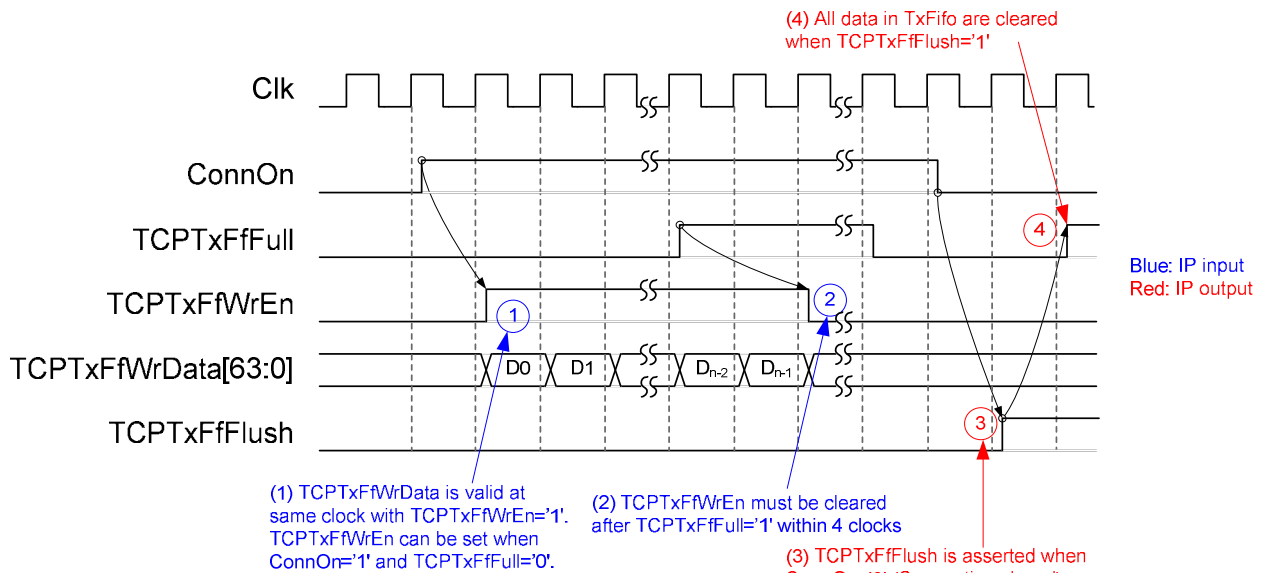 (4) All data in TxFifo are cleared
when TCPTxFfFlush='1'
Clk
ConnOn
TCPTxFfFull
4
Blue: IP input
Red: IP output
TCPTxFfWrEn
1
2
TCPTxFfWrData[63:0]
D0
D1
Dn-2
Dn-1
TCPTxFfFlush
3
(1) TCPTxFfWrData is valid at
same clock with TCPTxFfWrEn='1'.
TCPTxFfWrEn can be set when
ConnOn='1' and TCPTxFfFull='0'.
(2) TCPTxFfWrEn must be cleared
after TCPTxFfFull='1' within 4 clocks
(3) TCPTxFfFlush is asserted when